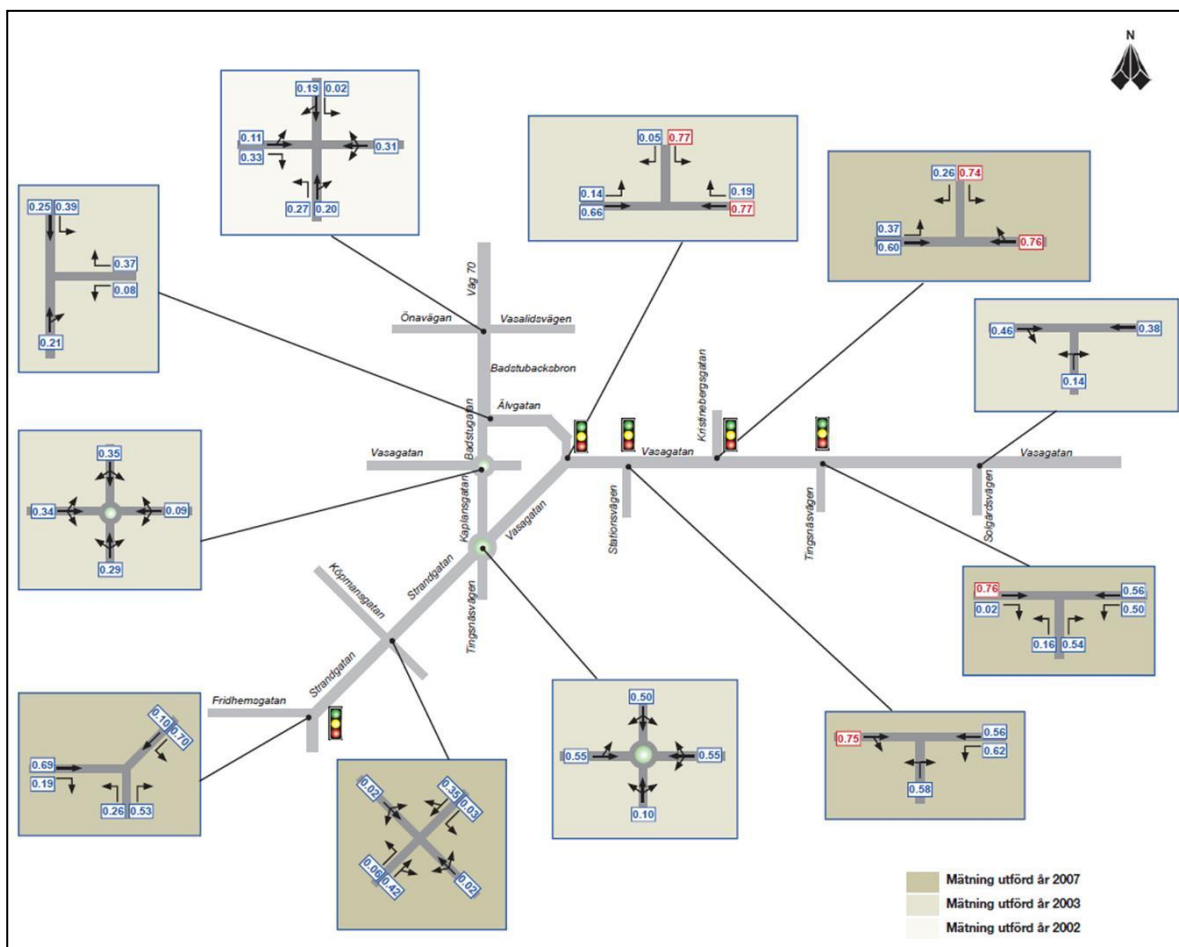 N
0.19 0.02
0.11
0.33
0.31
0.27 0.20
0.05 0.77
0.14
0.66
0.19
0.77
0.26 0.74
0.37
0.60
0.76
0.25 0.39
0.37
0.08
0.21
0.46
0.38
0.14
Väg 70
Önavägan
Vasalidsvägen
Badstubacksbron
Älvgatan
Badstugatan
Vasagatan
Kristinebergsgatan
Vasagatan
Vasagatan
Kaplansgatan
Vasagatan
Stationsvägen
Tingsnäsvägen
Solgårdsvägen
0.35
0.34
0.09
0.29
Köpmansgatan
Strandgatan
Tingsnäsvägen
Strandgatan
Fridhemsgatan
0.76
0.02
0.56
0.50
0.16 0.54
0.10 0.70
0.69
0.19
0.26 0.53
0.02
0.35 0.03
0.06 0.42
0.02
0.50
0.55
0.55
0.10
0.75
0.56
0.62
0.58
Mätning utförd år 2007
Mätning utförd år 2003
Mätning utförd år 2002